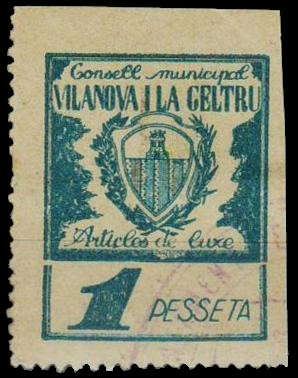 Consell municipal
VILANOVA I LA GELTRU
Articles de luxe
1 PESSETA